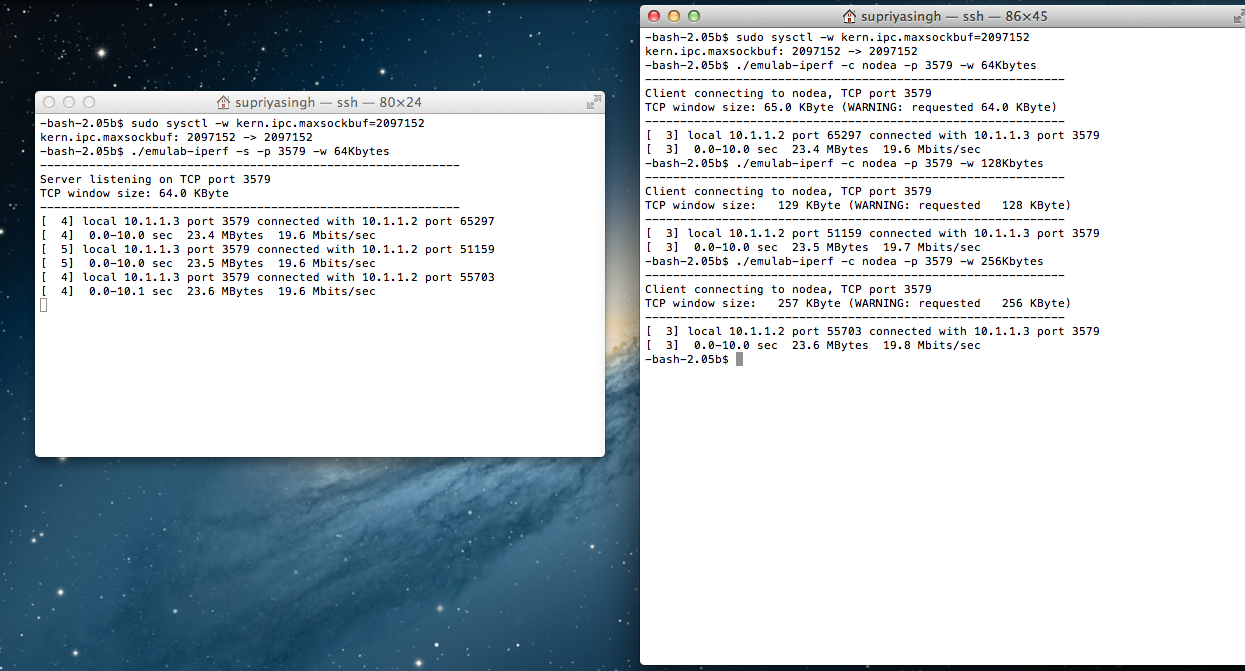 supriyasingh — ssh — 80×24
-bash-2.05b$ sudo sysctl -w kern.ipc.maxsockbuf=2097152
kern.ipc.maxsockbuf: 2097152 -> 2097152
-bash-2.05b$ ./emulab-iperf -s -p 3579 -w 64Kbytes
------------------------------------------------------------
Server listening on TCP port 3579
TCP window size: 64.0 KByte
------------------------------------------------------------
[  4] local 10.1.1.3 port 3579 connected with 10.1.1.2 port 65297
[  4]  0.0-10.0 sec  23.4 MBytes  19.6 Mbits/sec
[  5] local 10.1.1.3 port 3579 connected with 10.1.1.2 port 51159
[  5]  0.0-10.0 sec  23.5 MBytes  19.6 Mbits/sec
[  4] local 10.1.1.3 port 3579 connected with 10.1.1.2 port 55703
[  4]  0.0-10.1 sec  23.6 MBytes  19.6 Mbits/sec
supriyasingh — ssh — 86×45
-bash-2.05b$ sudo sysctl -w kern.ipc.maxsockbuf=2097152
kern.ipc.maxsockbuf: 2097152 -> 2097152
-bash-2.05b$ ./emulab-iperf -c nodea -p 3579 -w 64Kbytes
------------------------------------------------------------
Client connecting to nodea, TCP port 3579
TCP window size: 65.0 KByte (WARNING: requested 64.0 KByte)
------------------------------------------------------------
[  3] local 10.1.1.2 port 65297 connected with 10.1.1.3 port 3579
[  3]  0.0-10.0 sec  23.4 MBytes  19.6 Mbits/sec
-bash-2.05b$ ./emulab-iperf -c nodea -p 3579 -w 128Kbytes
------------------------------------------------------------
Client connecting to nodea, TCP port 3579
TCP window size:   129 KByte (WARNING: requested   128 KByte)
------------------------------------------------------------
[  3] local 10.1.1.2 port 51159 connected with 10.1.1.3 port 3579
[  3]  0.0-10.0 sec  23.5 MBytes  19.7 Mbits/sec
-bash-2.05b$ ./emulab-iperf -c nodea -p 3579 -w 256Kbytes
------------------------------------------------------------
Client connecting to nodea, TCP port 3579
TCP window size:   257 KByte (WARNING: requested   256 KByte)
------------------------------------------------------------
[  3] local 10.1.1.2 port 55703 connected with 10.1.1.3 port 3579
[  3]  0.0-10.0 sec  23.6 MBytes  19.8 Mbits/sec
-bash-2.05b$